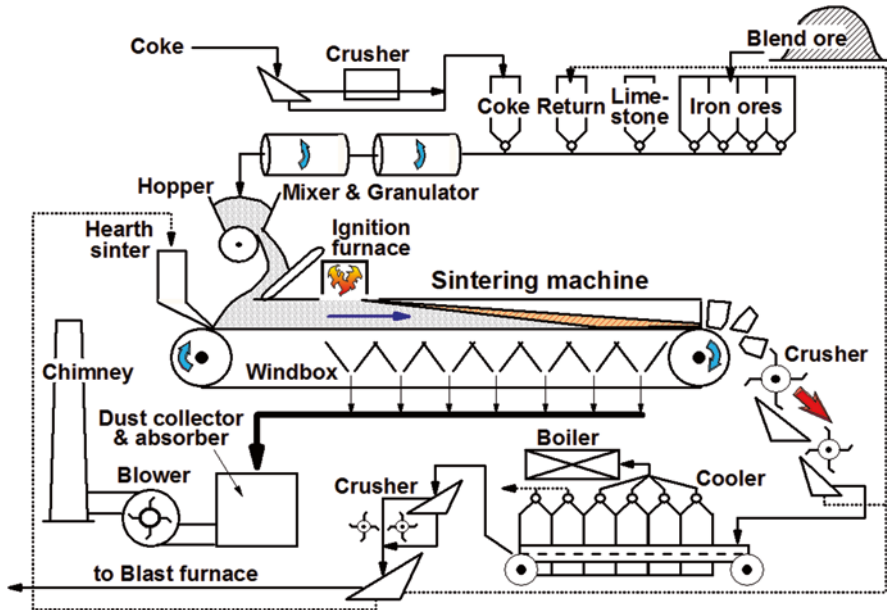 Coke
Crusher
Blend ore
Coke
Return
Lime-
stone
Iron ores
Hopper
Mixer & Granulator
Hearth
sinter
Ignition
furnace
Sintering machine
Chimney
Windbox
Crusher
Dust collector
& absorber
Boiler
Blower
Crusher
Cooler
to Blast furnace